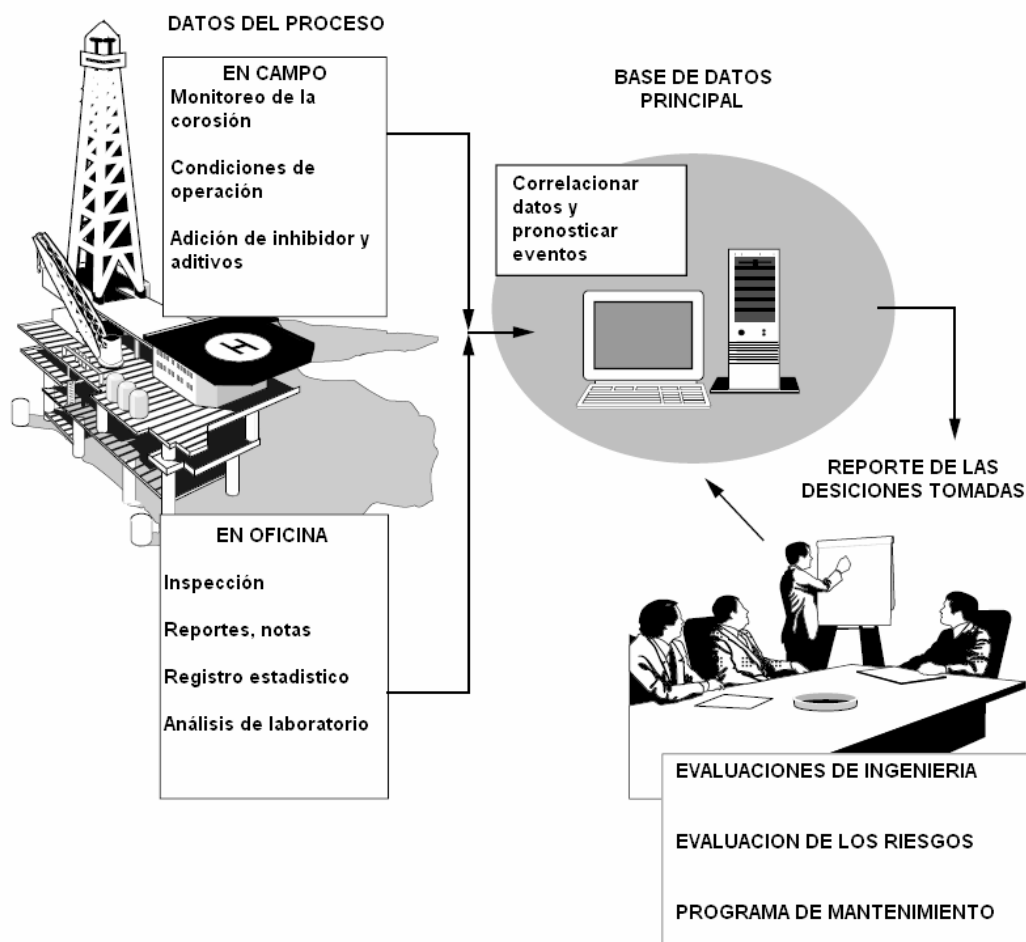 DATOS DEL PROCESO
EN CAMPO
Monitoreo de la
corosión
Condiciones de
operación
Adición de inhibidor y
aditivos
BASE DE DATOS
PRINCIPAL
Correlacionar
datos y
pronosticar
eventos
H
EN OFICINA
Inspección
Reportes, notas
Registro estadistico
Análisis de laboratorio
REPORTE DE LAS
DESICIONES TOMADAS
EVALUACIONES DE INGENIERIA
EVALUACION DE LOS RIESGOS
PROGRAMA DE MANTENIMIENTO